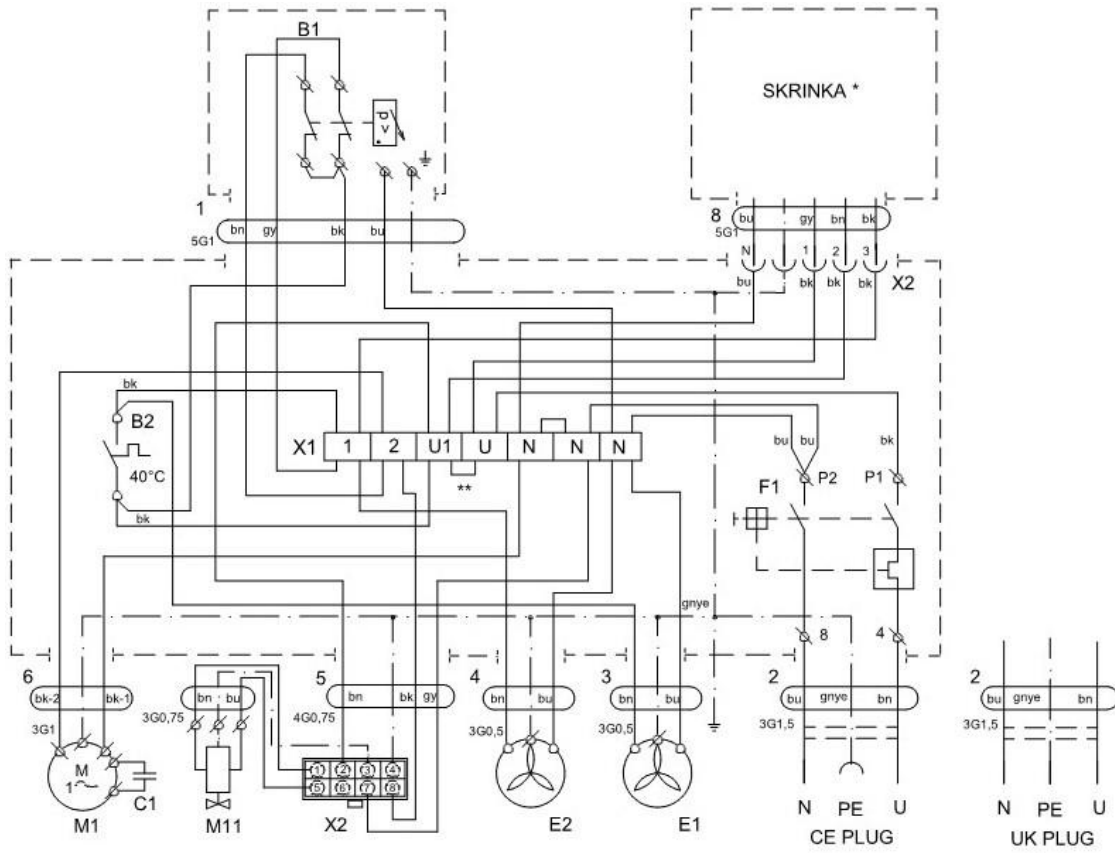 B1
p
v
SKRINKA *
1
5G1
bn gy bk bu
8
5G1
bu gy bn bk
N 1 2 3
X2
bu bk bk bk
bk
B2
40°C
bk
X1 1 2 U1 U N N N
**
bu bu bk
P2 P1
F1
gnye
8 4
6
bk-2 bk-1
3G1
bn bu
3G0,75
5
bn bk gy
4G0,75
4
bn bu
3G0,5
3
bn bu
3G0,5
2
bu gnye bn
3G1,5
2
bu gnye bn
3G1,5
M
1~
C1
M1
M11
1 2 3 4
5 6 7 8
X2
E2
E1
N PE U
CE PLUG
N PE U
UK PLUG